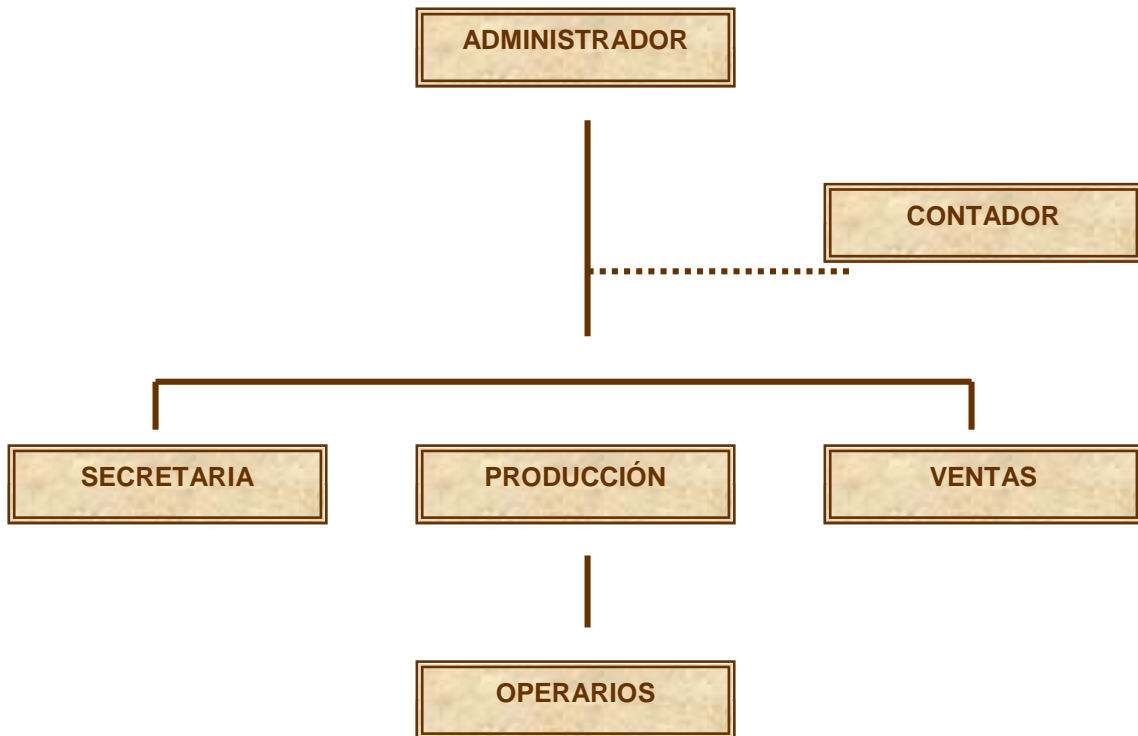 ADMINISTRADOR
CONTADOR
SECRETARIA
PRODUCCIÓN
VENTAS
OPERARIOS